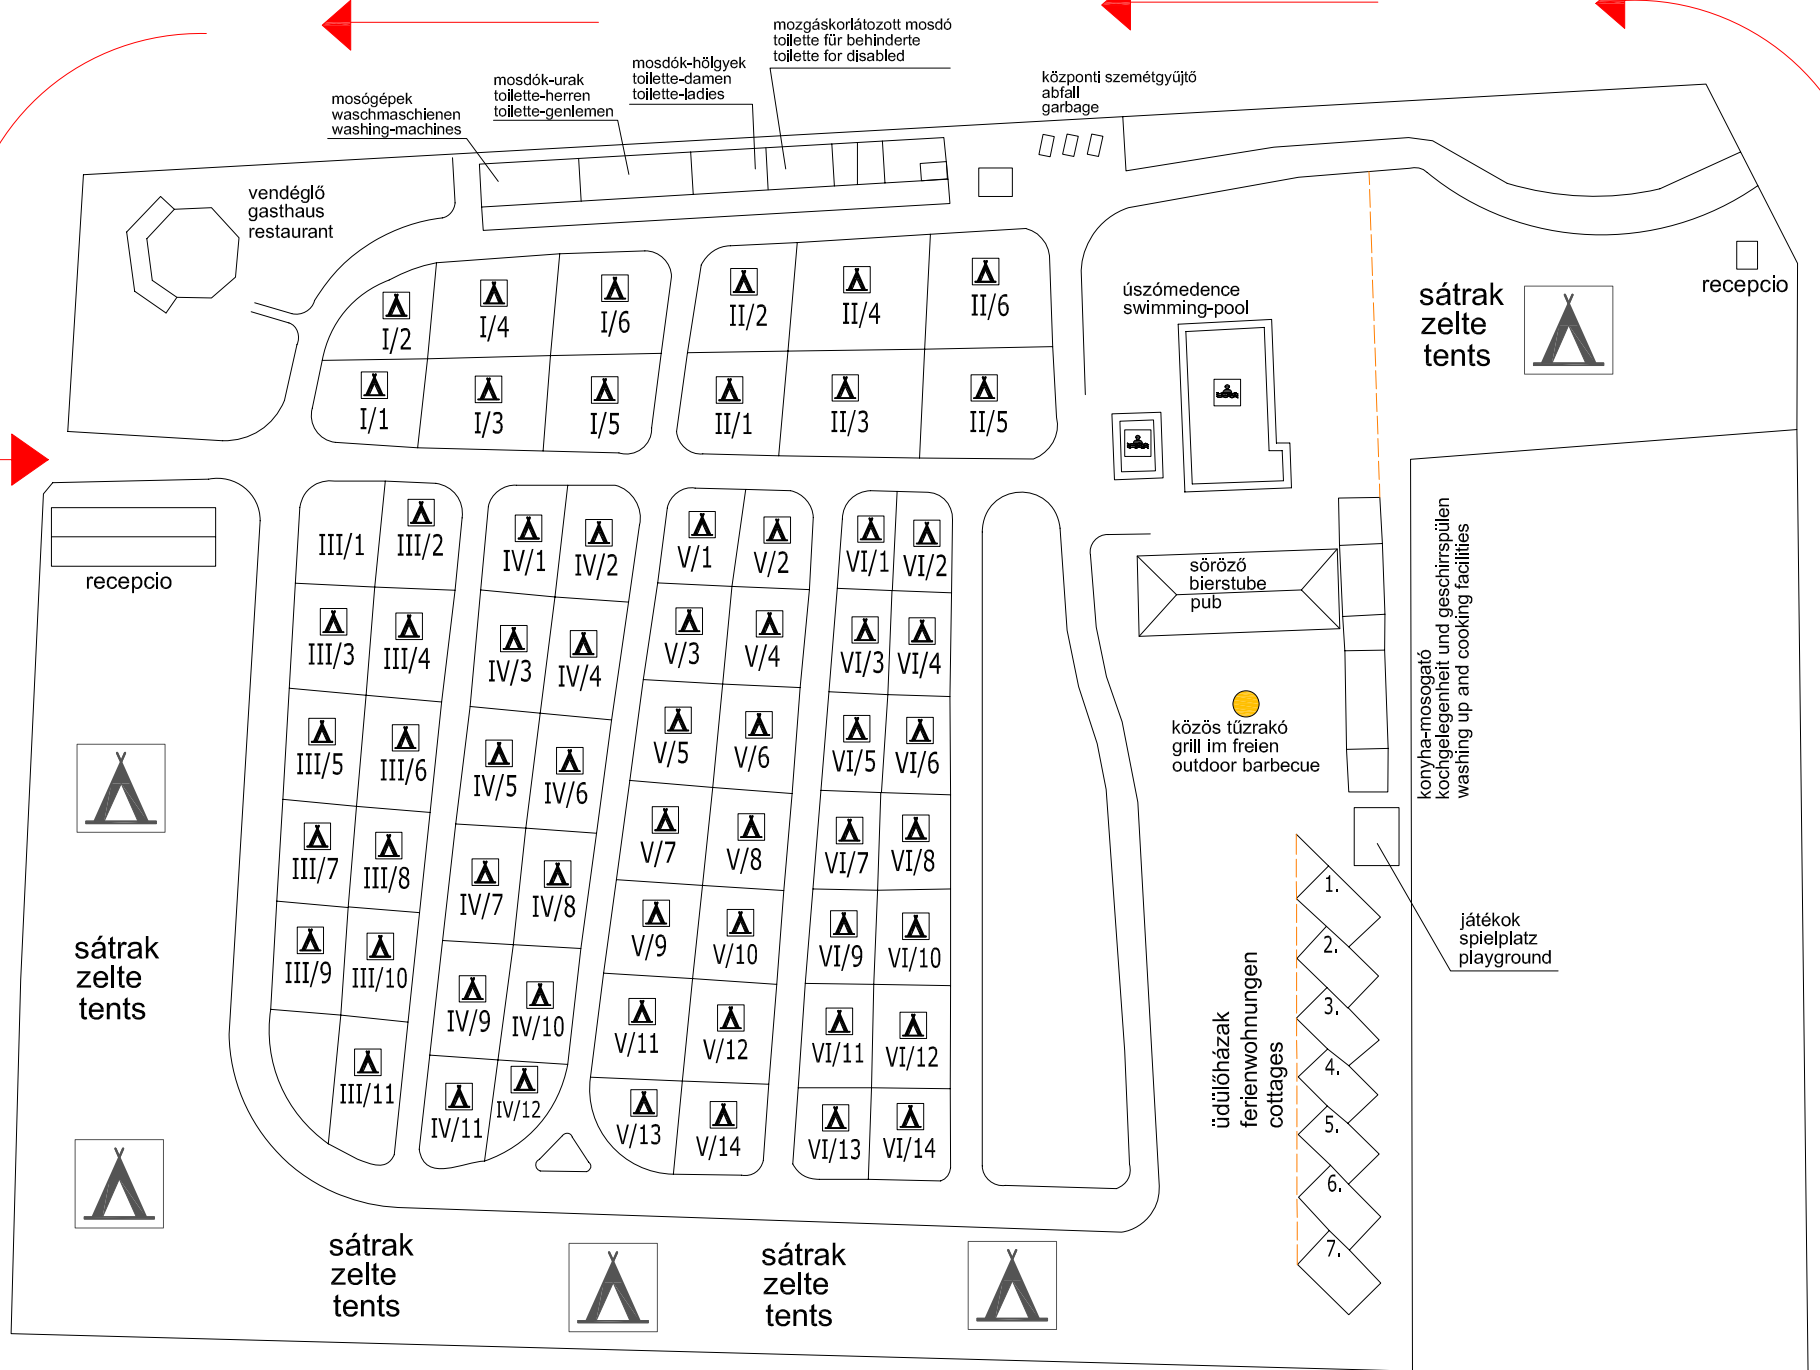 mozgáskorlátozott mosdó
toilette für behinderte
toilette for disabled
mosdók-hölgyek
toilette-damen
toilette-ladies
mosdók-urak
toilette-herren
toilette-genlemen
mosógépek
waschmaschienen
washing-machines
központi szemétgyüjtö
abfall
garbage
vendéglő
gasthaus
restaurant
recepcio
sátrak
zelte
tents
úszómedence
swimming-pool
I/2
I/4
I/6
II/2
II/4
II/6
I/1
I/3
I/5
II/1
II/3
II/5
recepcio
III/1
III/2
IV/1
IV/2
V/1
V/2
VI/1
VI/2
III/3
III/4
IV/3
IV/4
V/3
V/4
VI/3
VI/4
III/5
III/6
IV/5
IV/6
V/5
V/6
VI/5
VI/6
III/7
III/8
IV/7
IV/8
V/7
V/8
VI/7
VI/8
III/9
III/10
IV/9
IV/10
V/9
V/10
VI/9
VI/10
III/11
IV/11
IV/12
V/11
V/12
VI/11
VI/12
V/13
V/14
VI/13
VI/14
söröző
bierstube
pub
konyha-mosogató
kochgelegenheit und geschirrspülen
washing up and cooking facilities
közös tűzrakó
grill im freien
outdoor barbecue
játékok
spielplatz
playground
üdülőházak
ferienwohnungen
cottages
1.
2.
3.
4.
5.
6.
7.
sátrak
zelte
tents
sátrak
zelte
tents
sátrak
zelte
tents